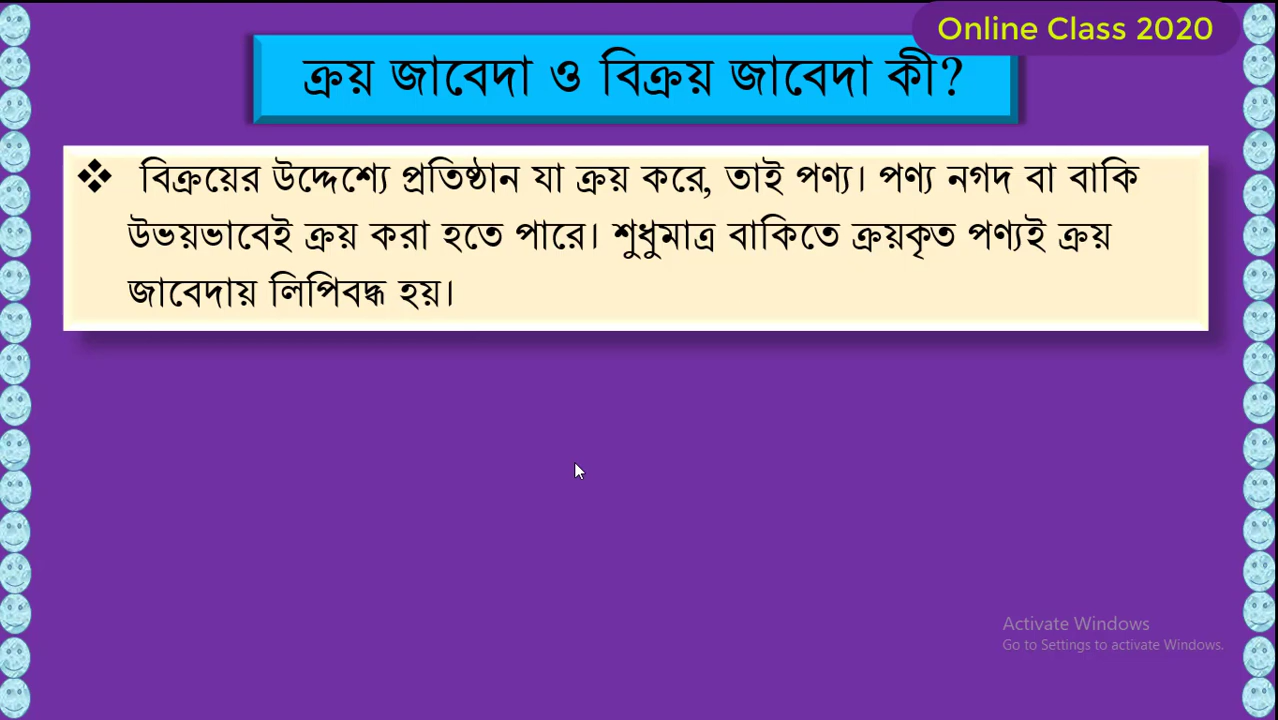 Online Class 2020
ক্রয় জাবেদা ও বিক্রয় জাবেদা কী?
❖ বিক্রয়ের উদ্দেশ্যে প্রতিষ্ঠান যা ক্রয় করে, তাই পণ্য। পণ্য নগদ বা বাকি
উভয়ভাবেই ক্রয় করা হতে পারে। শুধুমাত্র বাকিতে ক্রয়কৃত পণ্যই ক্রয়
জাবেদায় লিপিবদ্ধ হয়।
Activate Windows
Go to Settings to activate Windows.